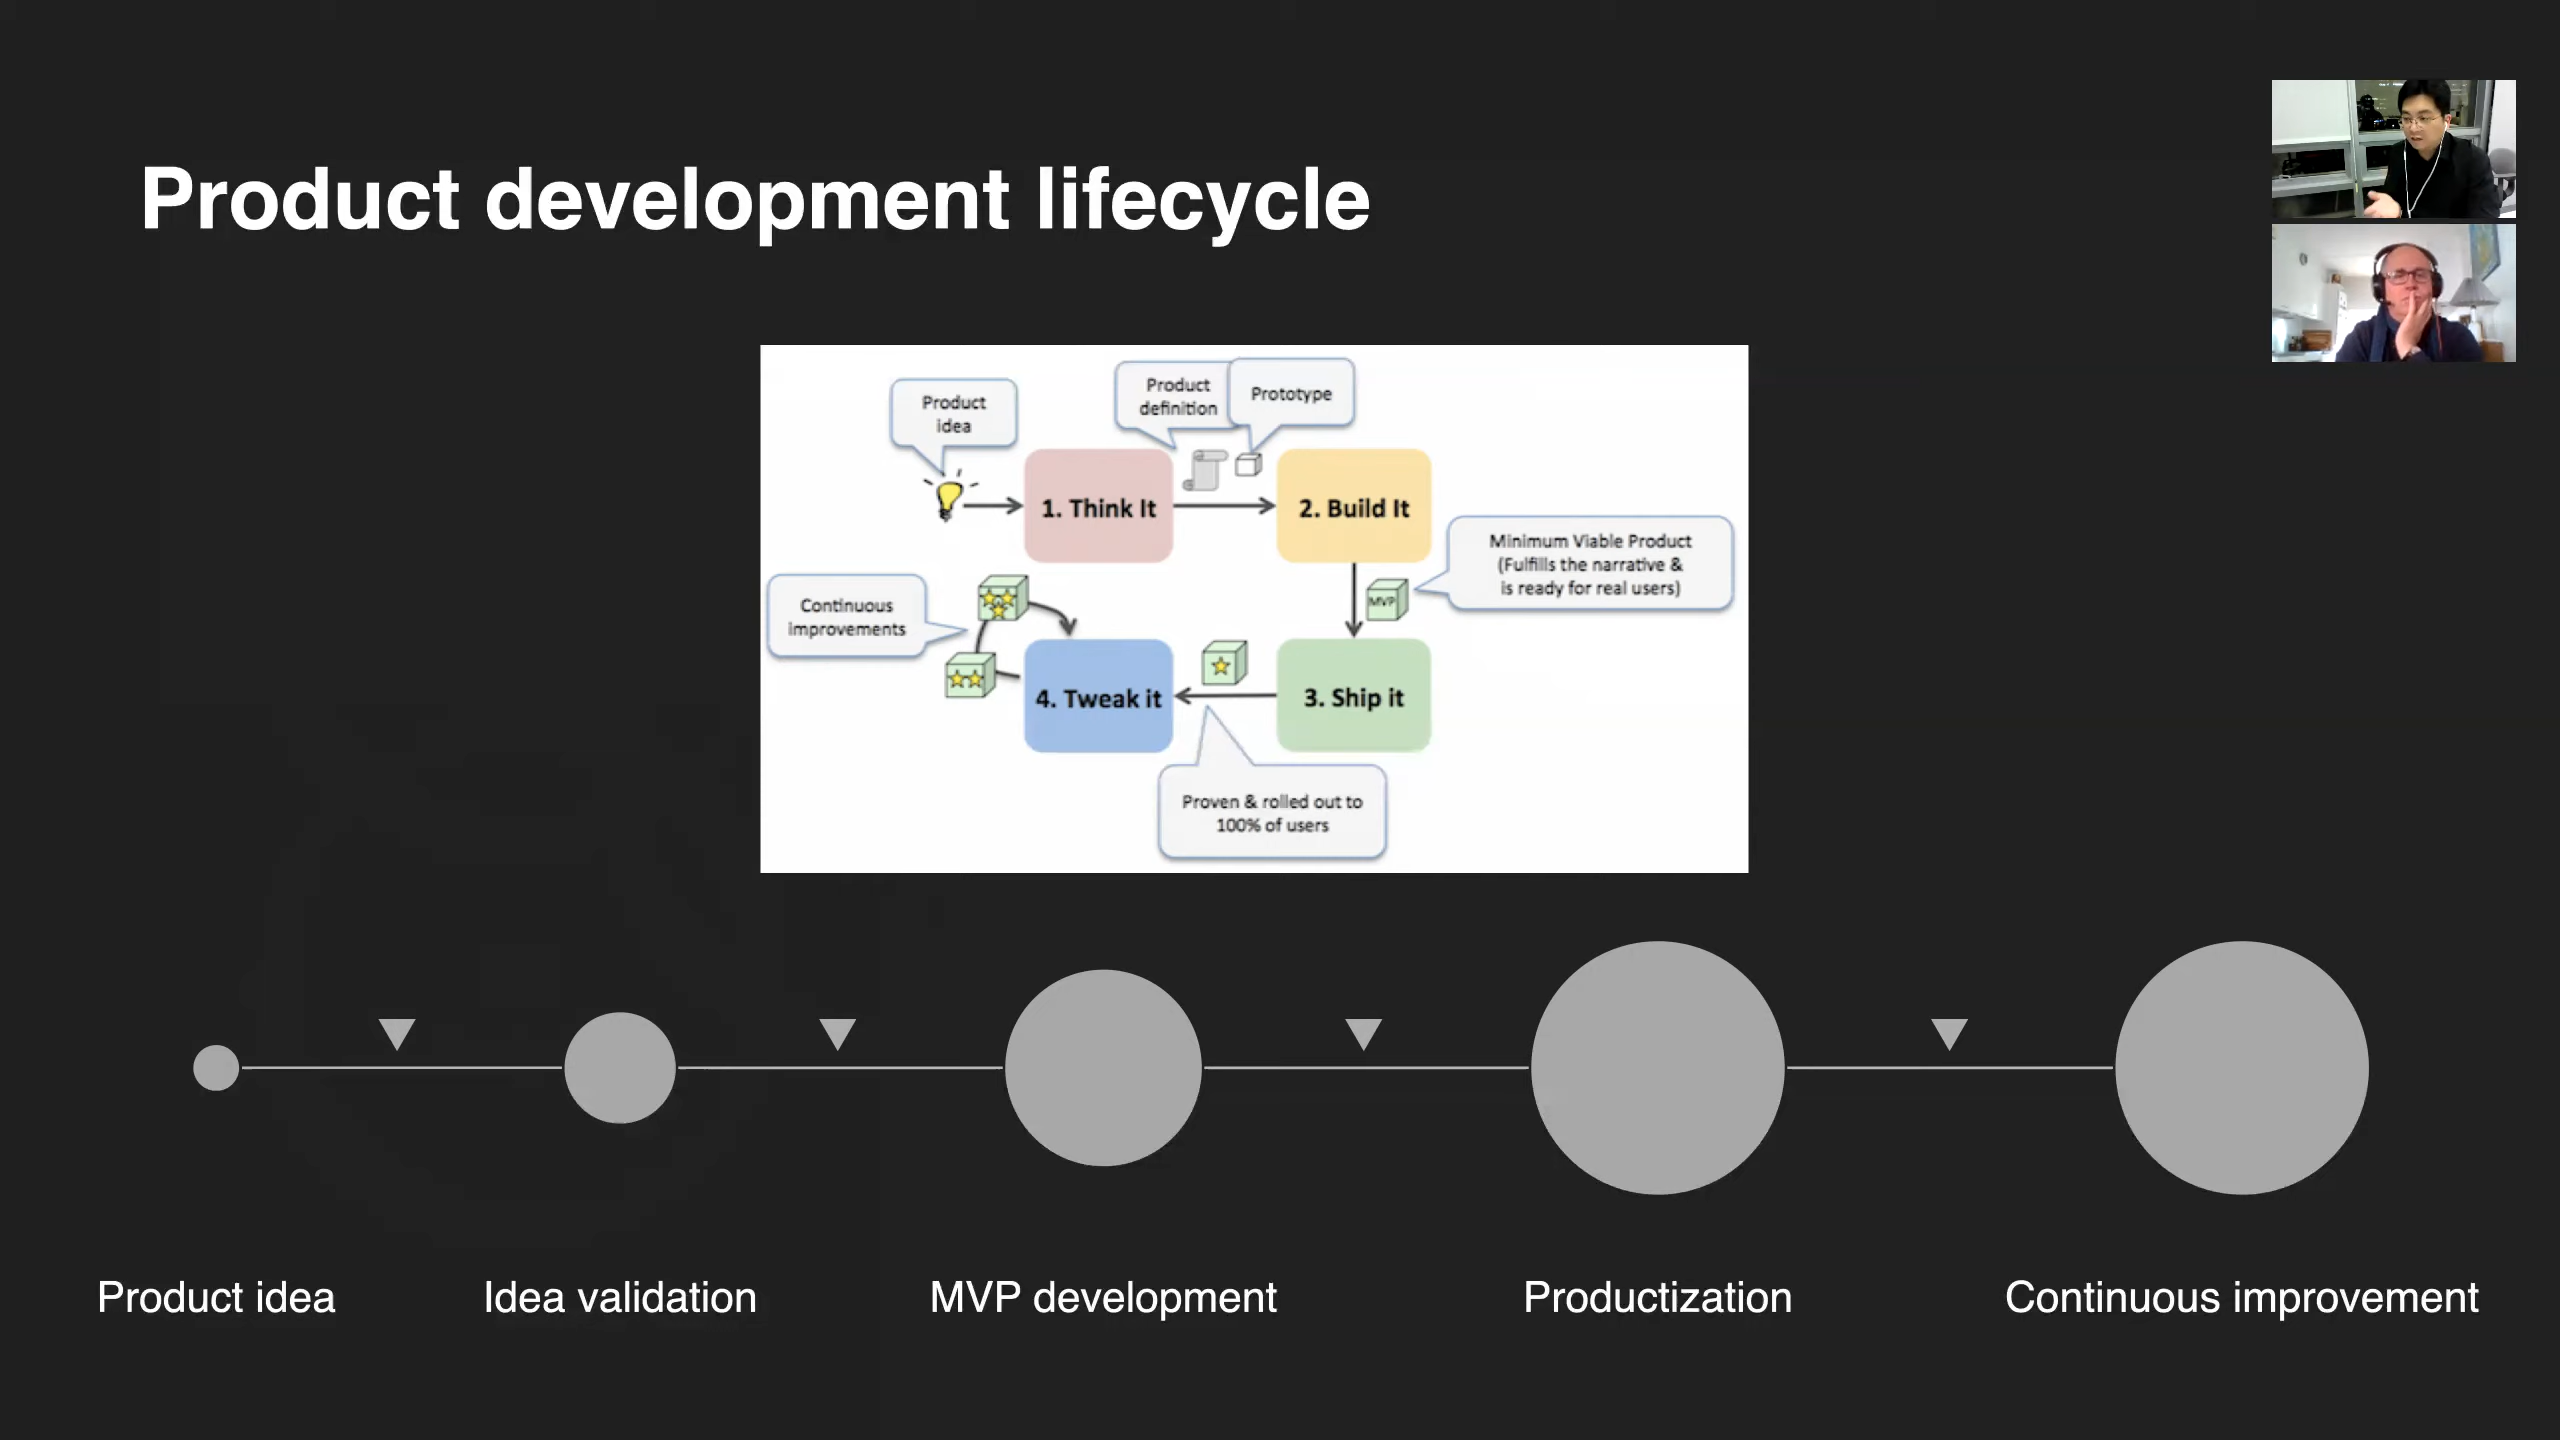 Product development lifecycle
Product
idea
Product
definition
Prototype
1. Think It
2. Build It
Minimum Viable Product
(Fulfills the narrative &
is ready for real users)
MVP
Continuous
improvements
4. Tweak it
3. Ship it
Proven & rolled out to
100% of users
Product idea
Idea validation
MVP development
Productization
Continuous improvement